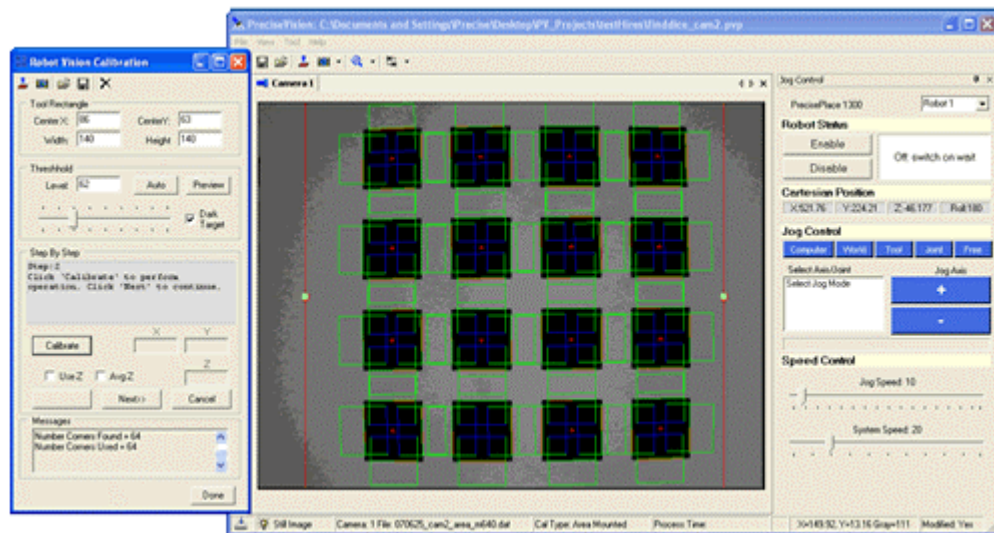 Robot Vision Calibration
Tool Rectangle
Center X: 86 CenterY: 63
Width: 140 Height: 140
Threshhold
Level: 62 Auto Preview
Dark
Target
Step By Step
Step:2
Click 'Calibrate' to perform
operation. Click 'Next' to continue.
X Y
Calibrate
Z
Use Z Avg Z
Next>> Cancel
Messages
Number Corners Found = 64
Number Corners Used = 64
Done
PreciseVision: C:\Documents and Settings\Precise\Desktop\PV_Projects\testHires\finddice_cam2.pvp
File View Tool Help
Camera 1
Still Image Camera: 1 File: 070625_cam2_area_m640.dat Cal Type: Area Mounted Process Time: X=149.92, Y=13.16 Gray=111 Modified: Yes
Jog Control
PrecisePlace 1300 Robot 1
Robot Status
Enable
Off: switch on wait
Disable
Cartesian Position
X:521.76 Y:224.21 Z:-46.177 Roll:180
Jog Control
Computer World Tool Joint Free
Select Axis/Joint Jog Axis
Select Jog Mode
+
-
Speed Control
Jog Speed: 10
System Speed: 20